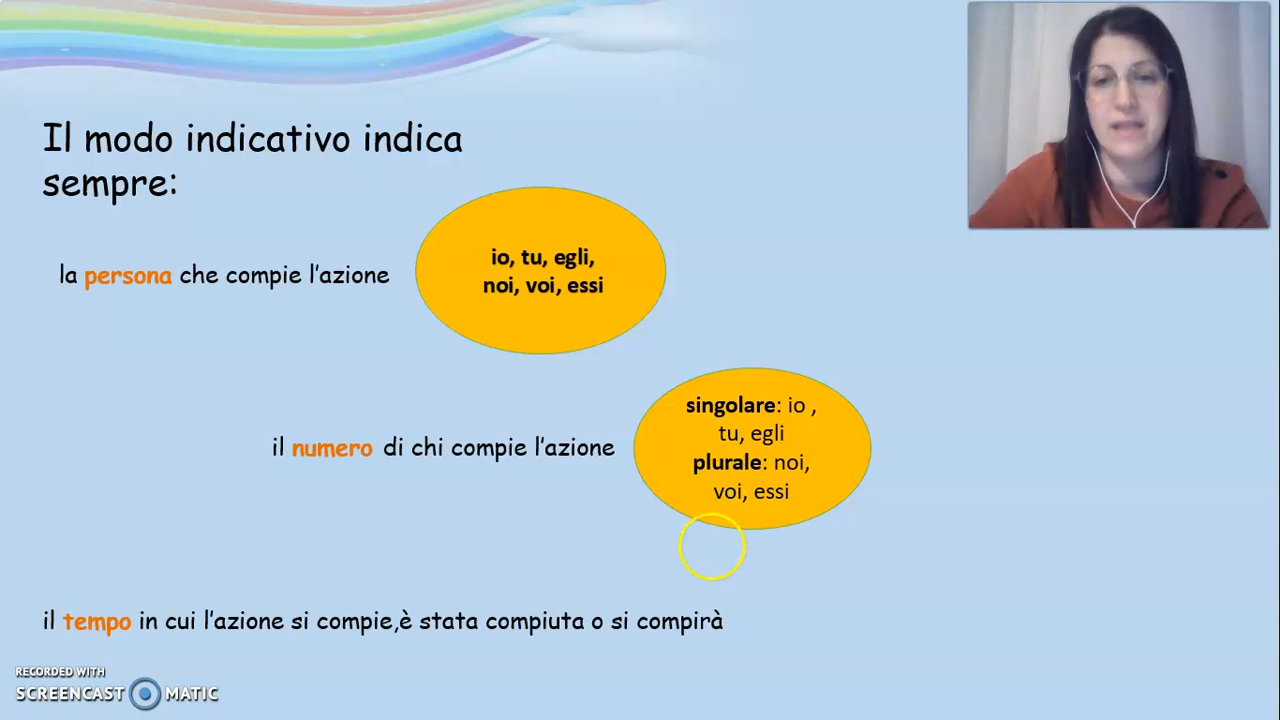 Il modo indicativo indica
sempre:
la persona che compie l'azione
io, tu, egli,
noi, voi, essi
il numero di chi compie l'azione
singolare: io ,
tu, egli
plurale: noi,
voi, essi
il tempo in cui l'azione si compie,è stata compiuta o si compirà
RECORDED WITH
SCREENCAST MATIC